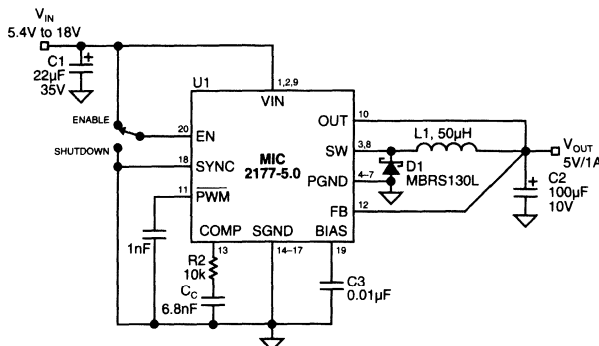 VIN
5.4V to 18V
C1
22µF
35V
U1
1,2,9
VIN
ENABLE
SHUTDOWN
20
EN
18
SYNC
11
PWM
MIC
2177-5.0
OUT
10
SW
3,8
L1, 50µH
PGND
4–7
D1
MBRS130L
FB
12
VOUT
5V/1A
C2
100µF
10V
COMP
SGND
BIAS
13
14–17
19
1nF
R2
10k
CC
6.8nF
C3
0.01µF